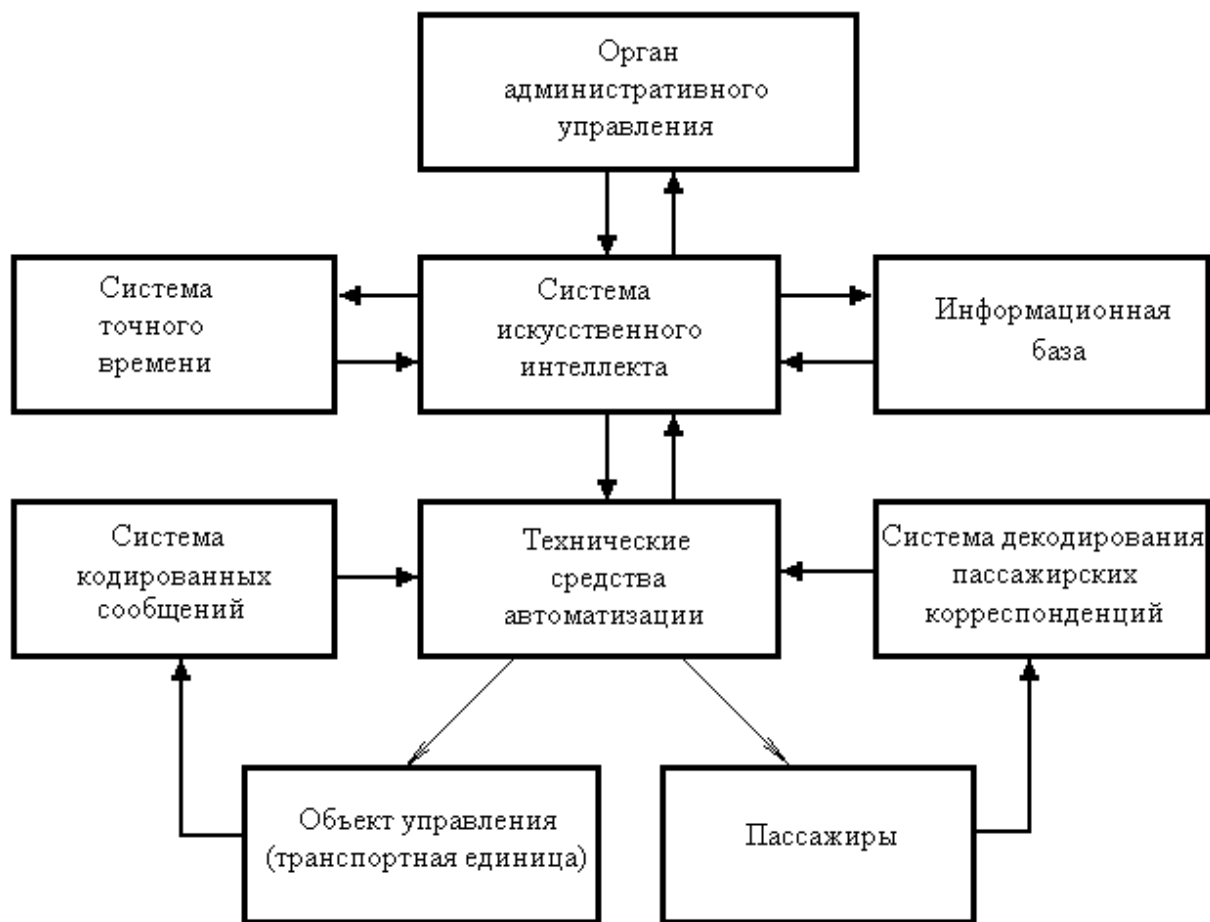 Орган
административного
управления
Система
точного
времени
Система
искусственного
интеллекта
Информационная
база
Система
кодированных
сообщений
Технические
средства
автоматизации
Система декодирования
пассажирских
корреспонденций
Объект управления
(транспортная единица)
Пассажиры